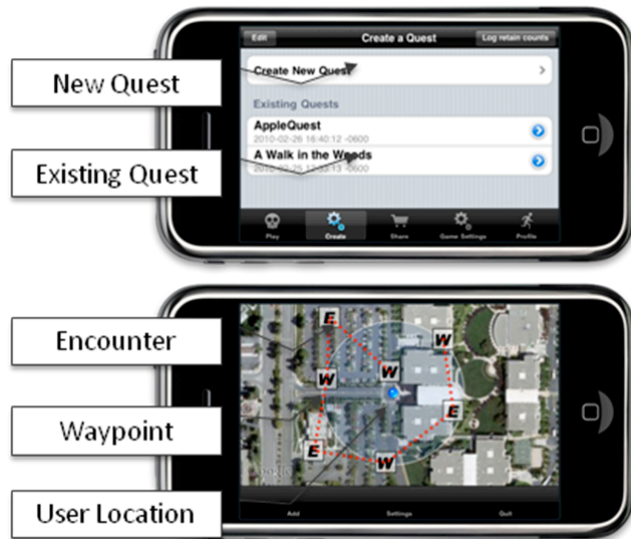 Edit
Create a Quest
Log retain counts
New Quest
Create New Quest
Existing Quests
AppleQuest
2010-02-26 16:40:12 -0600
Existing Quest
A Walk in the Woods
-0600
Play
Create
Share
Game Settings
Profile
Encounter
E
W
W
W
Waypoint
E
E
W
User Location
Add
Settings
Quit